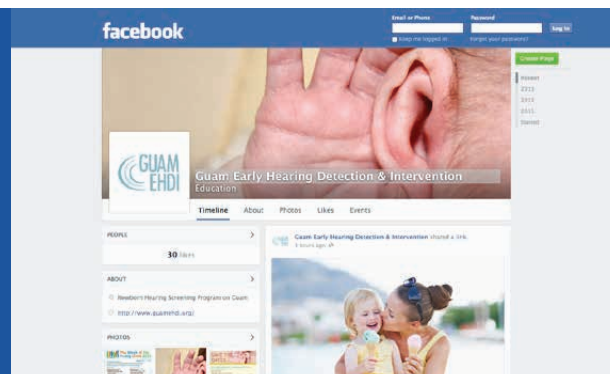 facebook
Email or Phone
Password
Log In
Keep me logged in
Forgot your password?
Create Page
Recent
2013
2012
2011
GUAM
EHDI
Guam Early Hearing Detection & Intervention
Education
Timeline About Photos Likes Events
PEOPLE
30 likes
ABOUT
Newborn Hearing Screening Program on Guam
http://www.guamehdi.org/
PHOTOS
Guam Early Hearing Detection & Intervention shared a link.